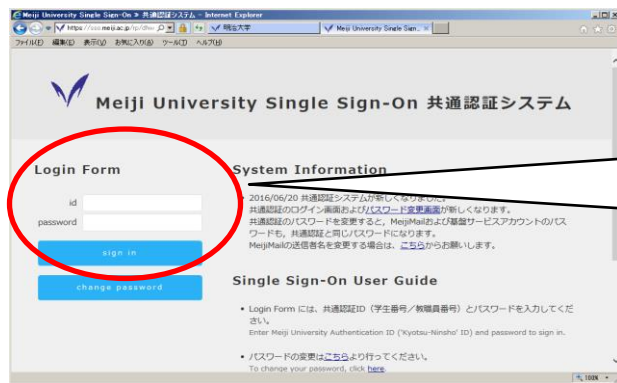 Meiji University Single Sign-On » 共通認証システム - Internet Explorer
明治大学
Meiji University Single Sign...
ファイル(F) 編集(E) 表示(V) お気に入り(A) ツール(T) ヘルプ(H)
Meiji University Single Sign-On 共通認証システム
Login Form
id
password
sign in
change password
System Information
2016/06/20 共通認証システムが新しくなりました。
共通認証のログイン画面およびパスワード変更画面が新しくなります。
共通認証のパスワードを変更すると，MeijiMailおよび基盤サービスアカウントのパス
ワードも，共通認証と同じパスワードになります。
MeijiMailの送信者名を変更する場合は，こちらからお願いします。
Single Sign-On User Guide
• Login Form には、共通認証ID（学生番号／教職員番号）とパスワードを入力してくだ
さい。
Enter Meiji University Authentication ID ('Kyotsu-Ninsho' ID) and password to sign in.
• パスワードの変更はこちらより行ってください。
To change your password, click here.
100%